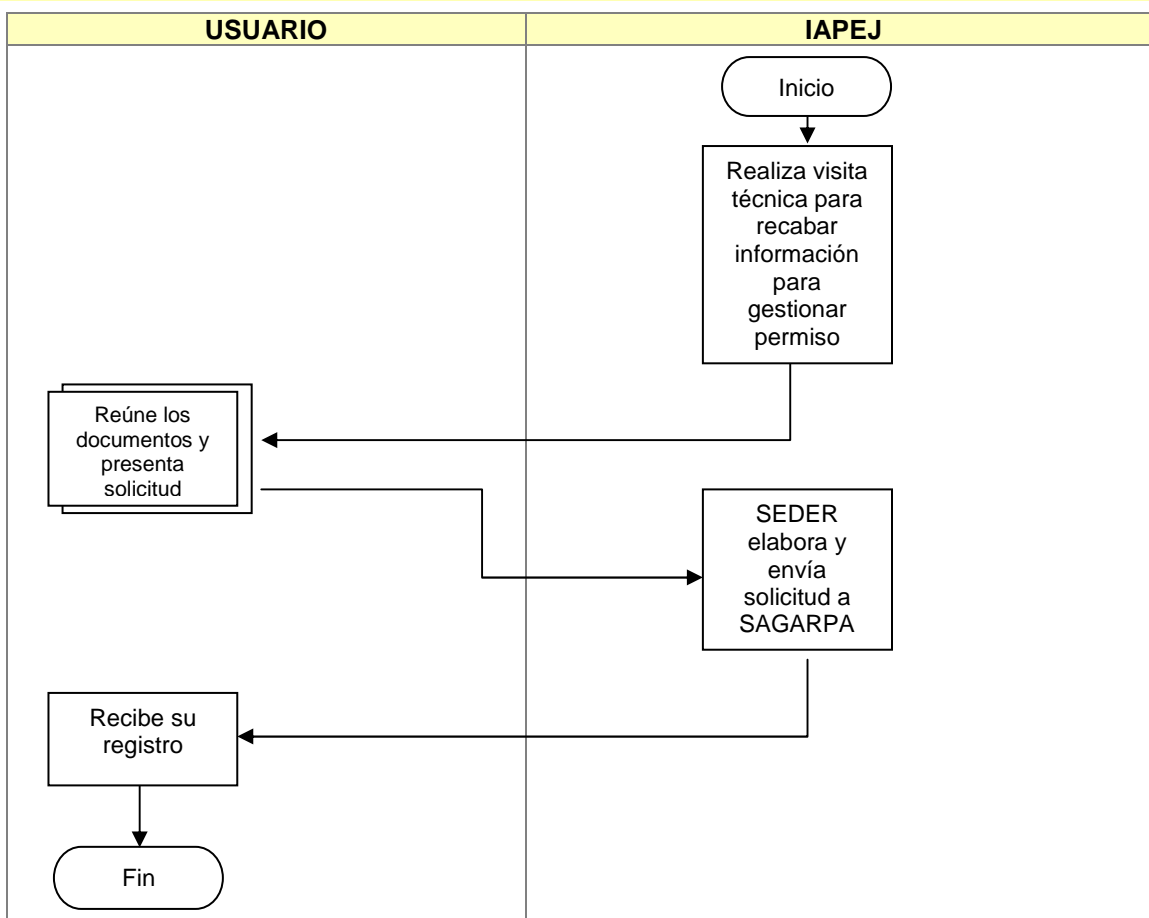 USUARIO
IAPEJ
Inicio
Realiza visita
técnica para
recabar
información
para
gestionar
permiso
Reúne los
documentos y
presenta
solicitud
SEDER
elabora y
envía
solicitud a
SAGARPA
Recibe su
registro
Fin